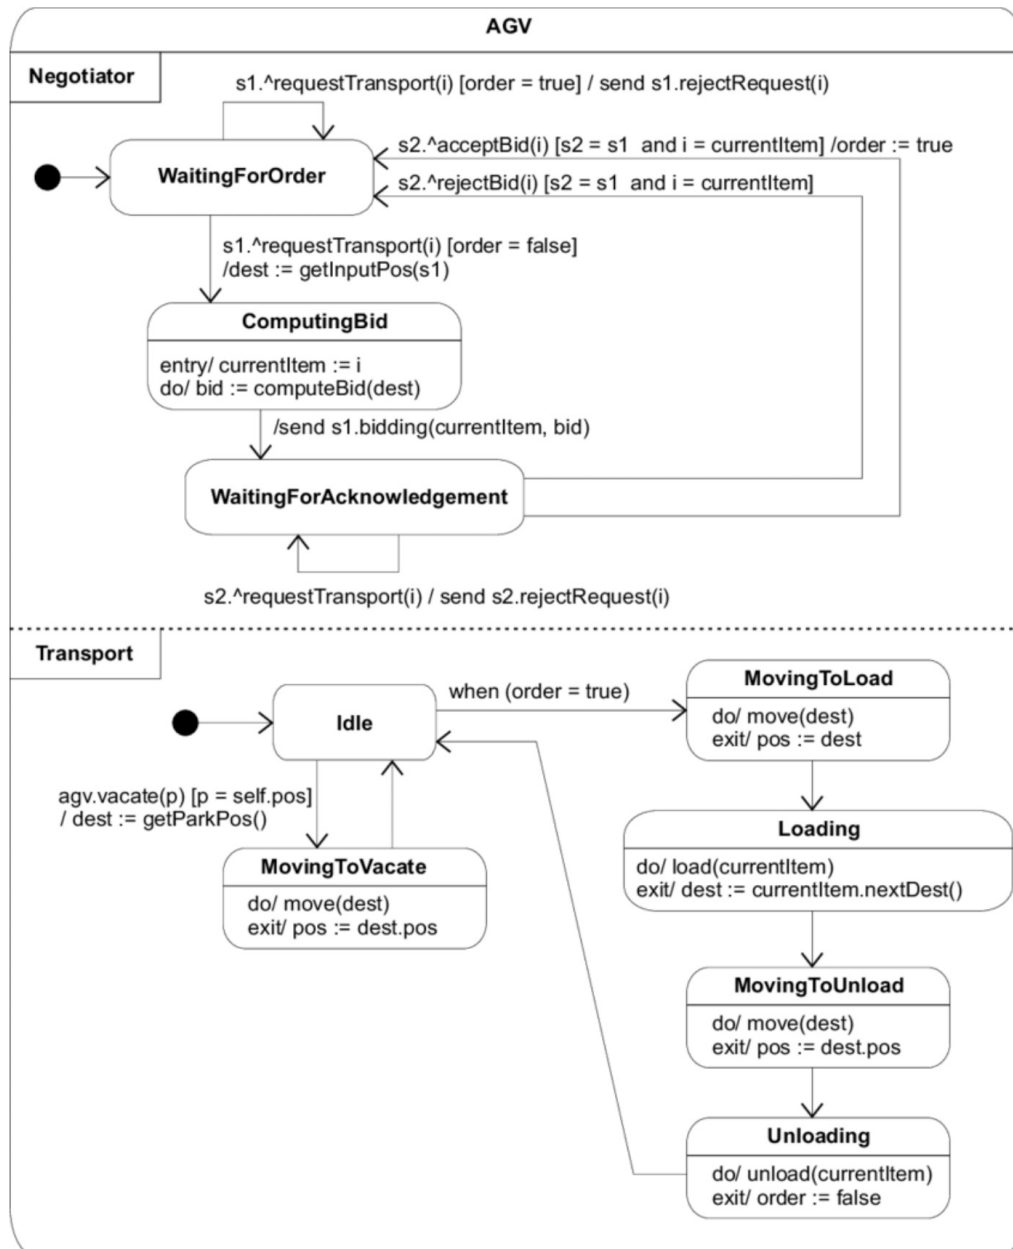 AGV
Negotiator
s1.^requestTransport(i) [order = true] / send s1.rejectRequest(i)
s2.^acceptBid(i) [s2 = s1  and i = currentItem] /order := true
WaitingForOrder
s2.^rejectBid(i) [s2 = s1  and i = currentItem]
s1.^requestTransport(i) [order = false]
/dest := getInputPos(s1)
ComputingBid
entry/ currentItem := i
do/ bid := computeBid(dest)
/send s1.bidding(currentItem, bid)
WaitingForAcknowledgement
s2.^requestTransport(i) / send s2.rejectRequest(i)
Transport
Idle
when (order = true)
MovingToLoad
do/ move(dest)
exit/ pos := dest
agv.vacate(p) [p = self.pos]
/ dest := getParkPos()
MovingToVacate
do/ move(dest)
exit/ pos := dest.pos
Loading
do/ load(currentItem)
exit/ dest := currentItem.nextDest()
MovingToUnload
do/ move(dest)
exit/ pos := dest.pos
Unloading
do/ unload(currentItem)
exit/ order := false